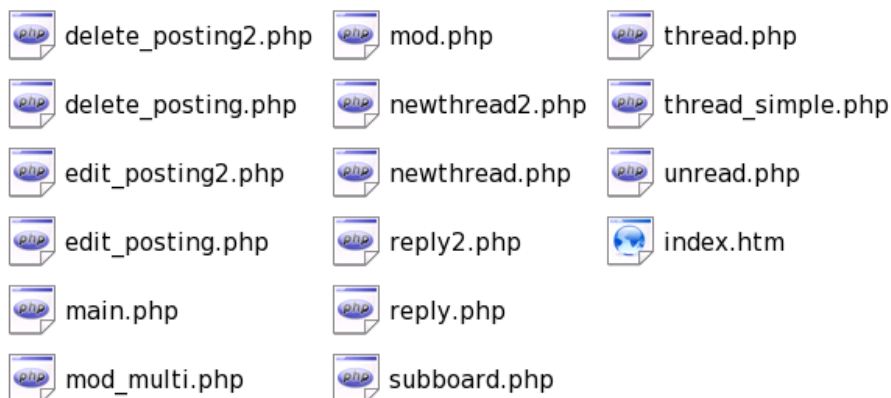 delete_posting2.php
delete_posting.php
edit_posting2.php
edit_posting.php
main.php
mod_multi.php
mod.php
newthread2.php
newthread.php
reply2.php
reply.php
subboard.php
thread.php
thread_simple.php
unread.php
index.htm